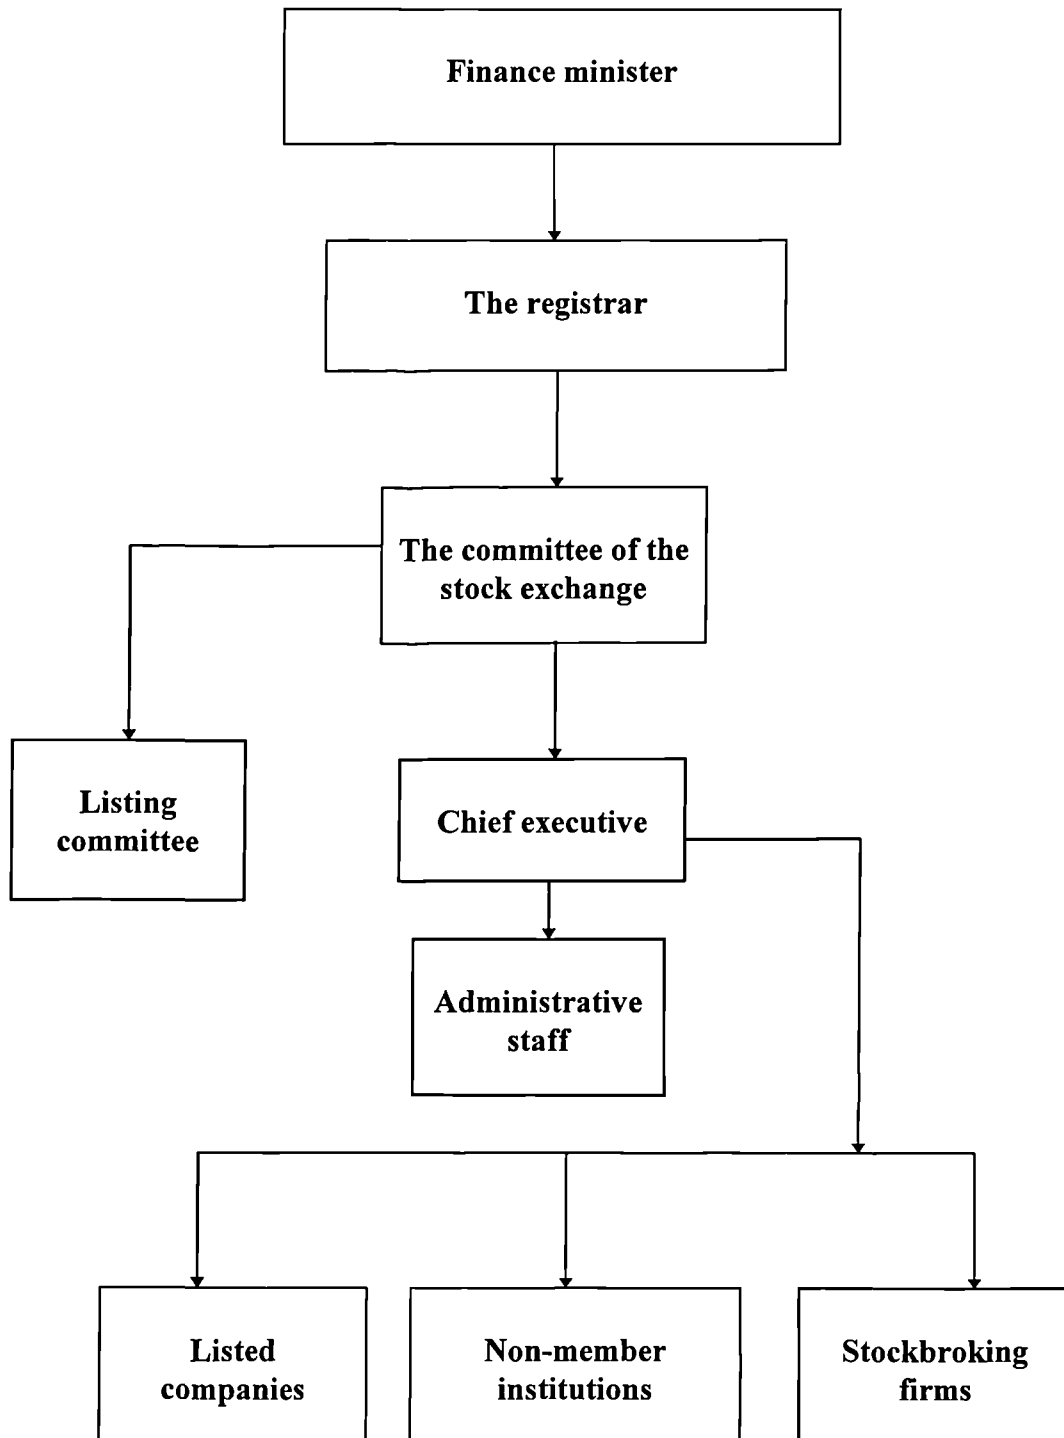 Finance minister
The registrar
The committee of the
stock exchange
Listing
committee
Chief executive
Administrative
staff
Listed
companies
Non-member
institutions
Stockbroking
firms